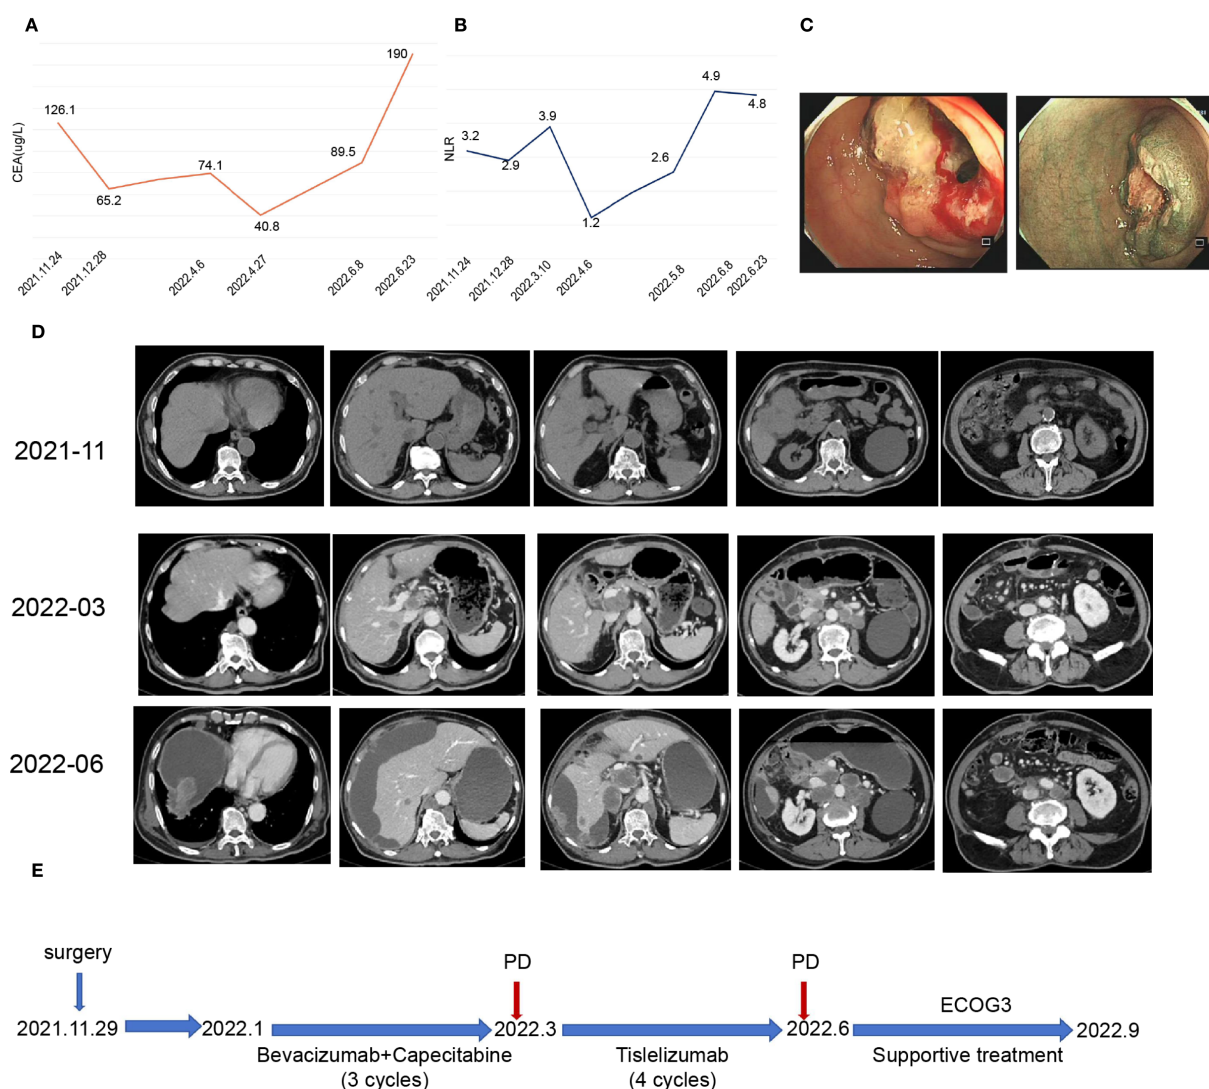 A
B
C
CEA(ug/L)
126.1
65.2
74.1
40.8
89.5
190
2021.11.24
2021.12.28
2022.4.6
2022.4.27
2022.6.8
2022.6.23
NLR
3.2
2.9
3.9
1.2
2.6
4.9
4.8
2021.11.24
2021.12.28
2022.3.10
2022.4.6
2022.5.8
2022.6.8
2022.6.23
D
2021-11
2022-03
2022-06
E
surgery
PD
PD
ECOG3
2021.11.29
2022.1
2022.3
2022.6
2022.9
Bevacizumab+Capecitabine
Tislelizumab
Supportive treatment
(3 cycles)
(4 cycles)